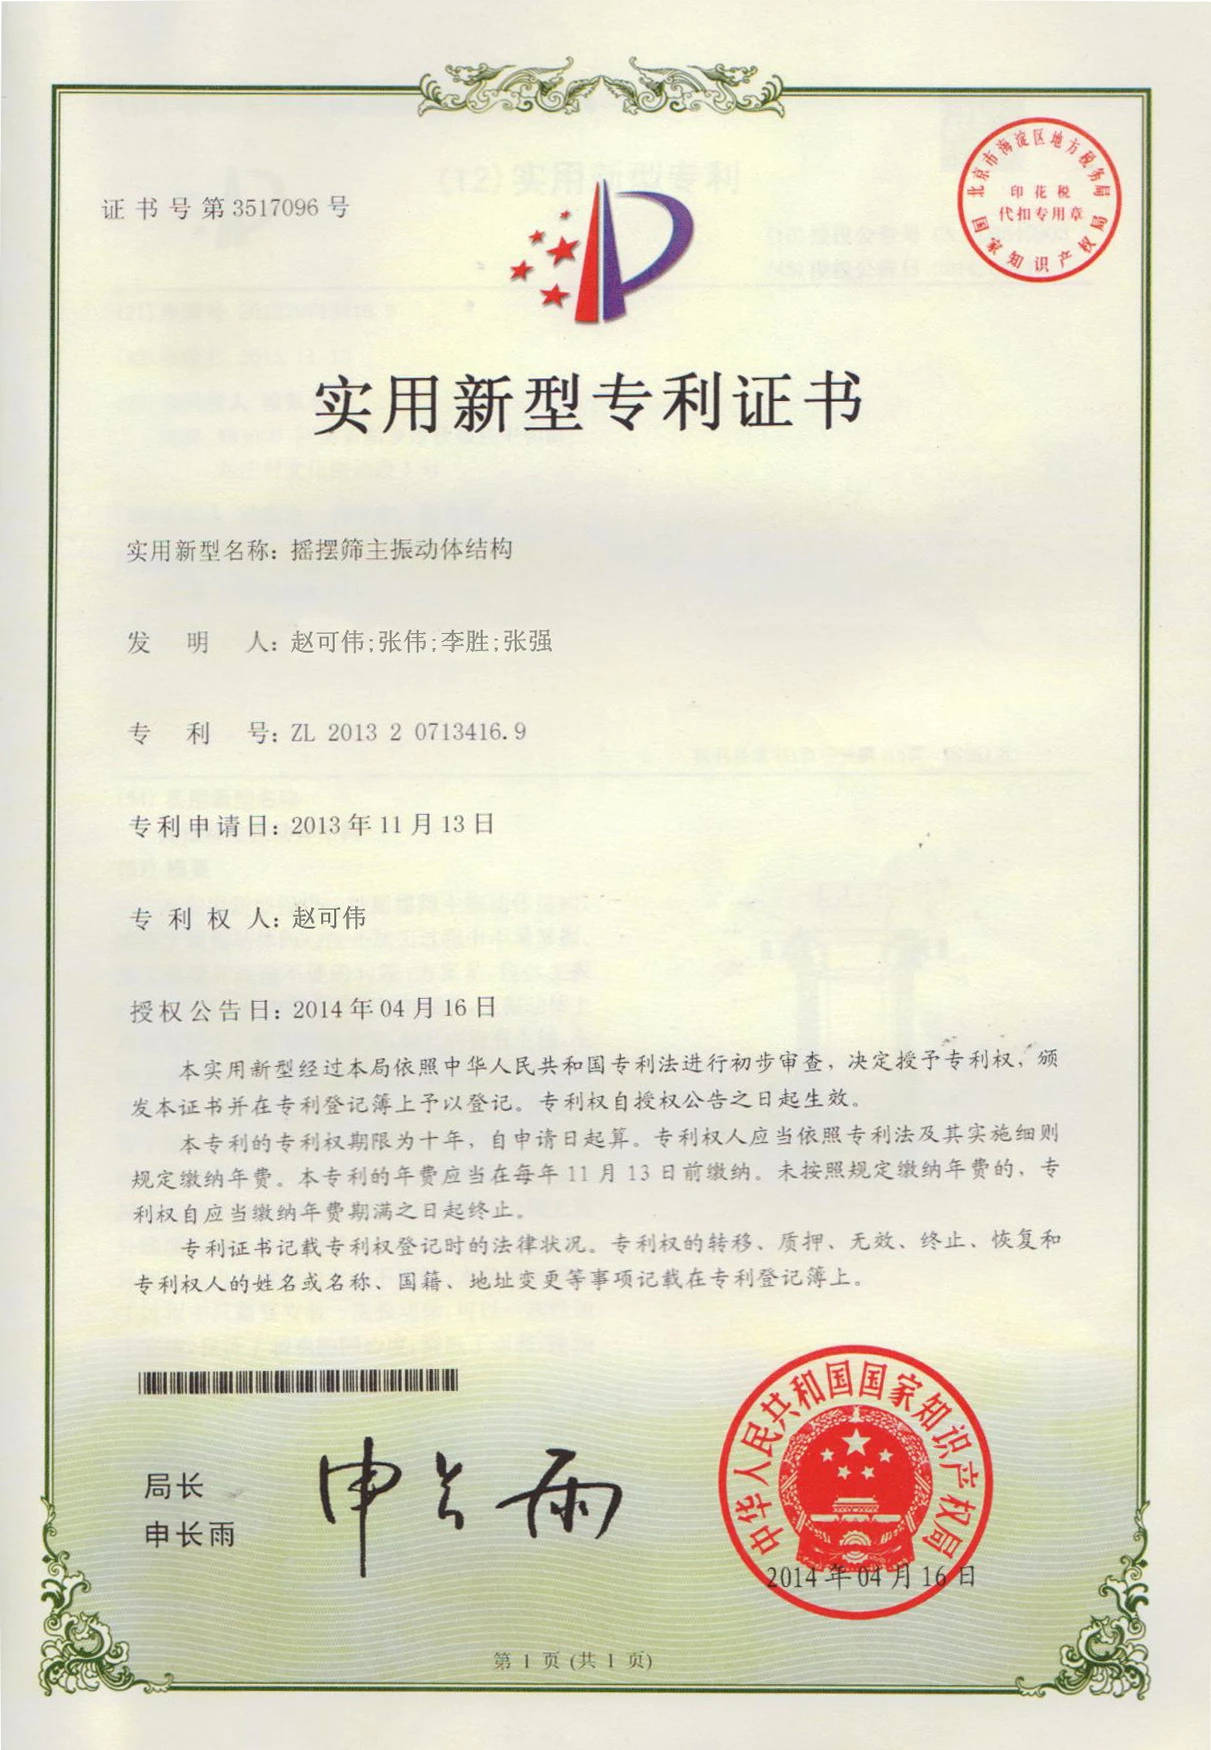 证书号第3517096号
北京市海淀区地方税务局
印花税
代扣专用章
国家知识产权局
实用新型专利证书
实用新型名称：摇摆筛主振动体结构
发明人：赵可伟;张伟;李胜;张强
专利号：ZL 2013 2 0713416.9
专利申请日：2013年11月13日
专利权人：赵可伟
授权公告日：2014年04月16日
本实用新型经过本局依照中华人民共和国专利法进行初步审查，决定授予专利权，颁
发本证书并在专利登记簿上予以登记。专利权自授权公告之日起生效。
本专利的专利权期限为十年，自申请日起算。专利权人应当依照专利法及其实施细则
规定缴纳年费。本专利的年费应当在每年11月13日前缴纳。未按照规定缴纳年费的，专
利权自应当缴纳年费期满之日起终止。
专利证书记载专利权登记时的法律状况。专利权的转移、质押、无效、终止、恢复和
专利权人的姓名或名称、国籍、地址变更等事项记载在专利登记簿上。
局长
申长雨
申长雨
中华人民共和国国家知识产权局
2014年04月16日
第1页(共1页)